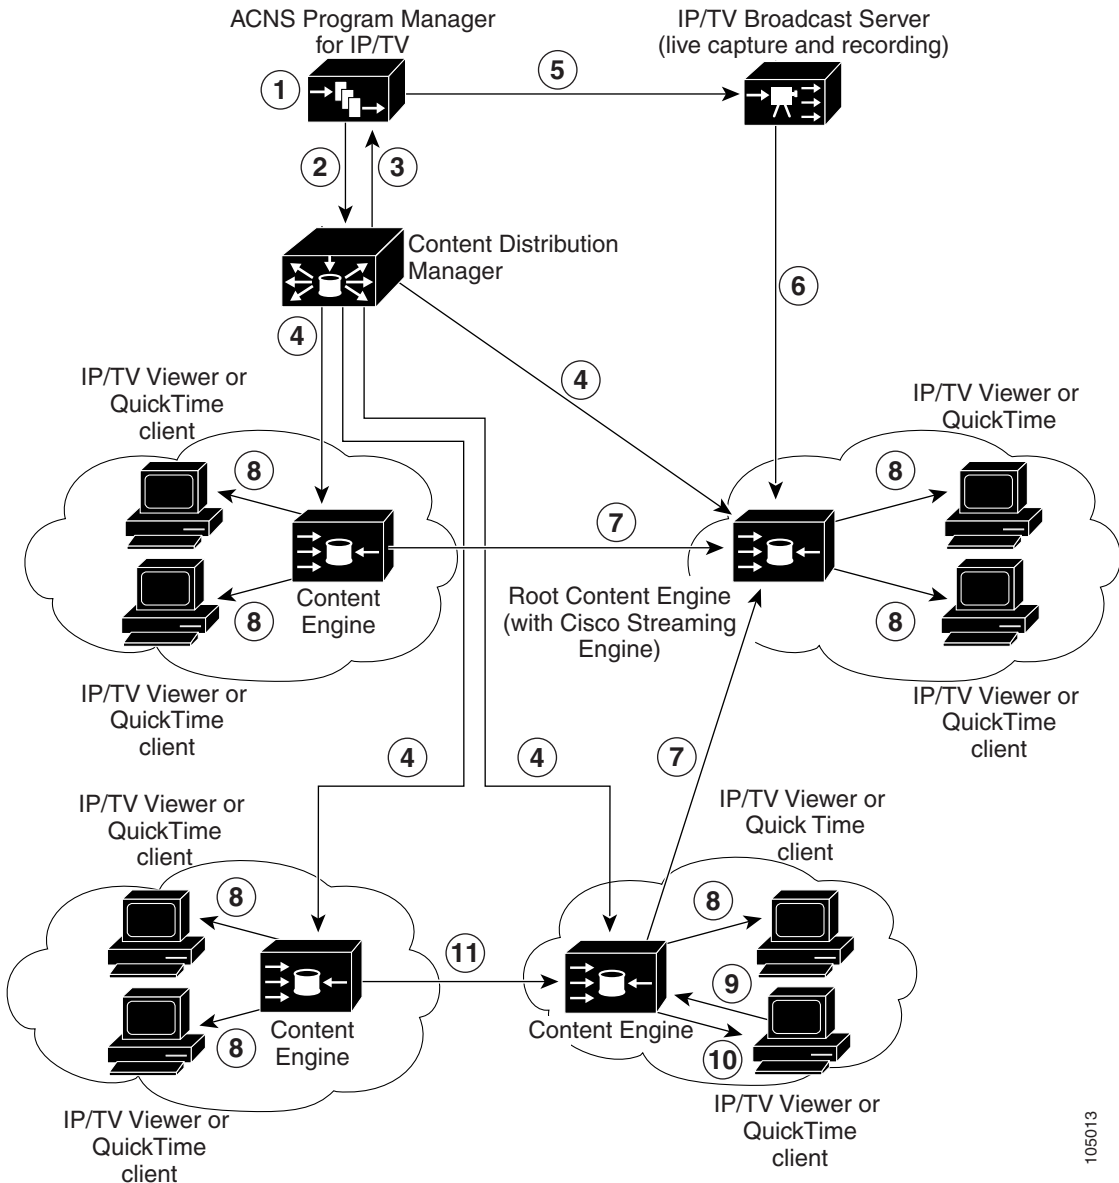 ACNS Program Manager
for IP/TV
IP/TV Broadcast Server
(live capture and recording)
1
5
2
3
Content Distribution
Manager
6
4
4
IP/TV Viewer or
QuickTime
client
IP/TV Viewer or
QuickTime
8
8
7
Content
Engine
Root Content Engine
(with Cisco Streaming
Engine)
8
8
IP/TV Viewer or
QuickTime
client
IP/TV Viewer or
QuickTime
client
4
4
7
IP/TV Viewer or
QuickTime
client
IP/TV Viewer or
Quick Time
client
8
8
11
9
Content
Engine
Content Engine
8
10
IP/TV Viewer or
QuickTime
client
IP/TV Viewer or
QuickTime
client
105013